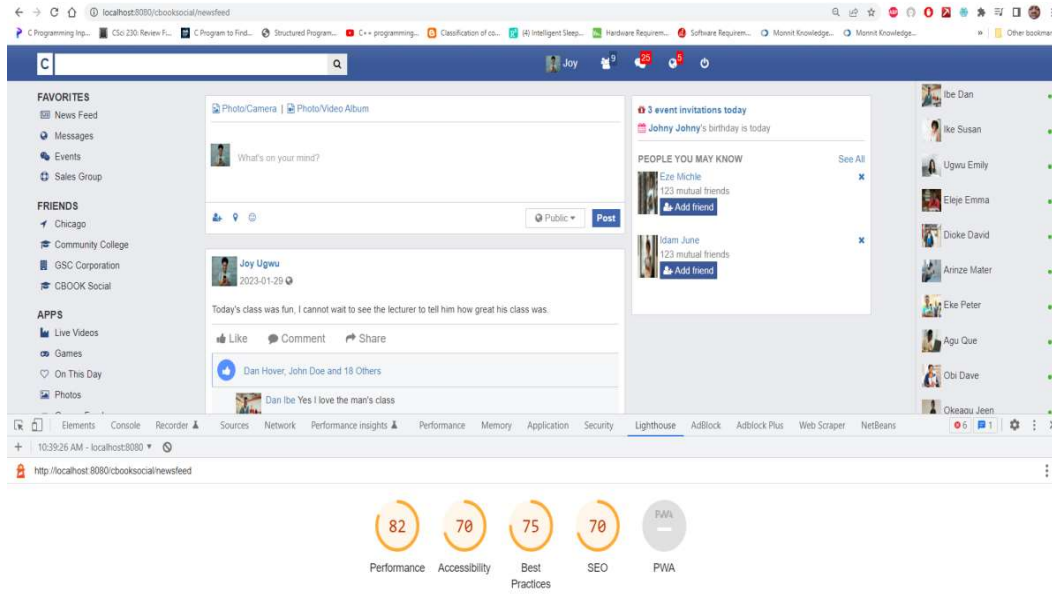 localhost:8080/cbooksocial/newsfeed
C Programming Inp... CSci 230: Review Fi... C Program to Find... Structured Program... C++ programming... Classification of co... (4) Intelligent Sleep... Hardware Requirem... Software Requirem... Monnit Knowledge... Monnit Knowledge... » Other bookmar
C Joy 9 25 5
FAVORITES
News Feed
Messages
Events
Sales Group
FRIENDS
Chicago
Community College
GSC Corporation
CBOOK Social
APPS
Live Videos
Games
On This Day
Photos
Photo/Camera | Photo/Video Album
What's on your mind?
Public Post
Joy Ugwu
2023-01-29
Today's class was fun, I cannot wait to see the lecturer to tell him how great his class was.
Like Comment Share
Dan Hover, John Doe and 18 Others
Dan Ibe Yes I love the man's class
3 event invitations today
Johny Johny's birthday is today
PEOPLE YOU MAY KNOW See All
Eze Michle
123 mutual friends
Add friend
Idam June
123 mutual friends
Add friend
Ibe Dan
Ike Susan
Ugwu Emily
Eleje Emma
Dioke David
Arinze Mater
Eke Peter
Agu Que
Obi Dave
Okeagu Jeen
Elements Console Recorder Sources Network Performance insights Performance Memory Application Security Lighthouse AdBlock Adblock Plus Web Scraper NetBeans 6 1
10:39:26 AM - localhost:8080
http://localhost:8080/cbooksocial/newsfeed
82 70 75 70 PWA
Performance Accessibility Best Practices SEO PWA